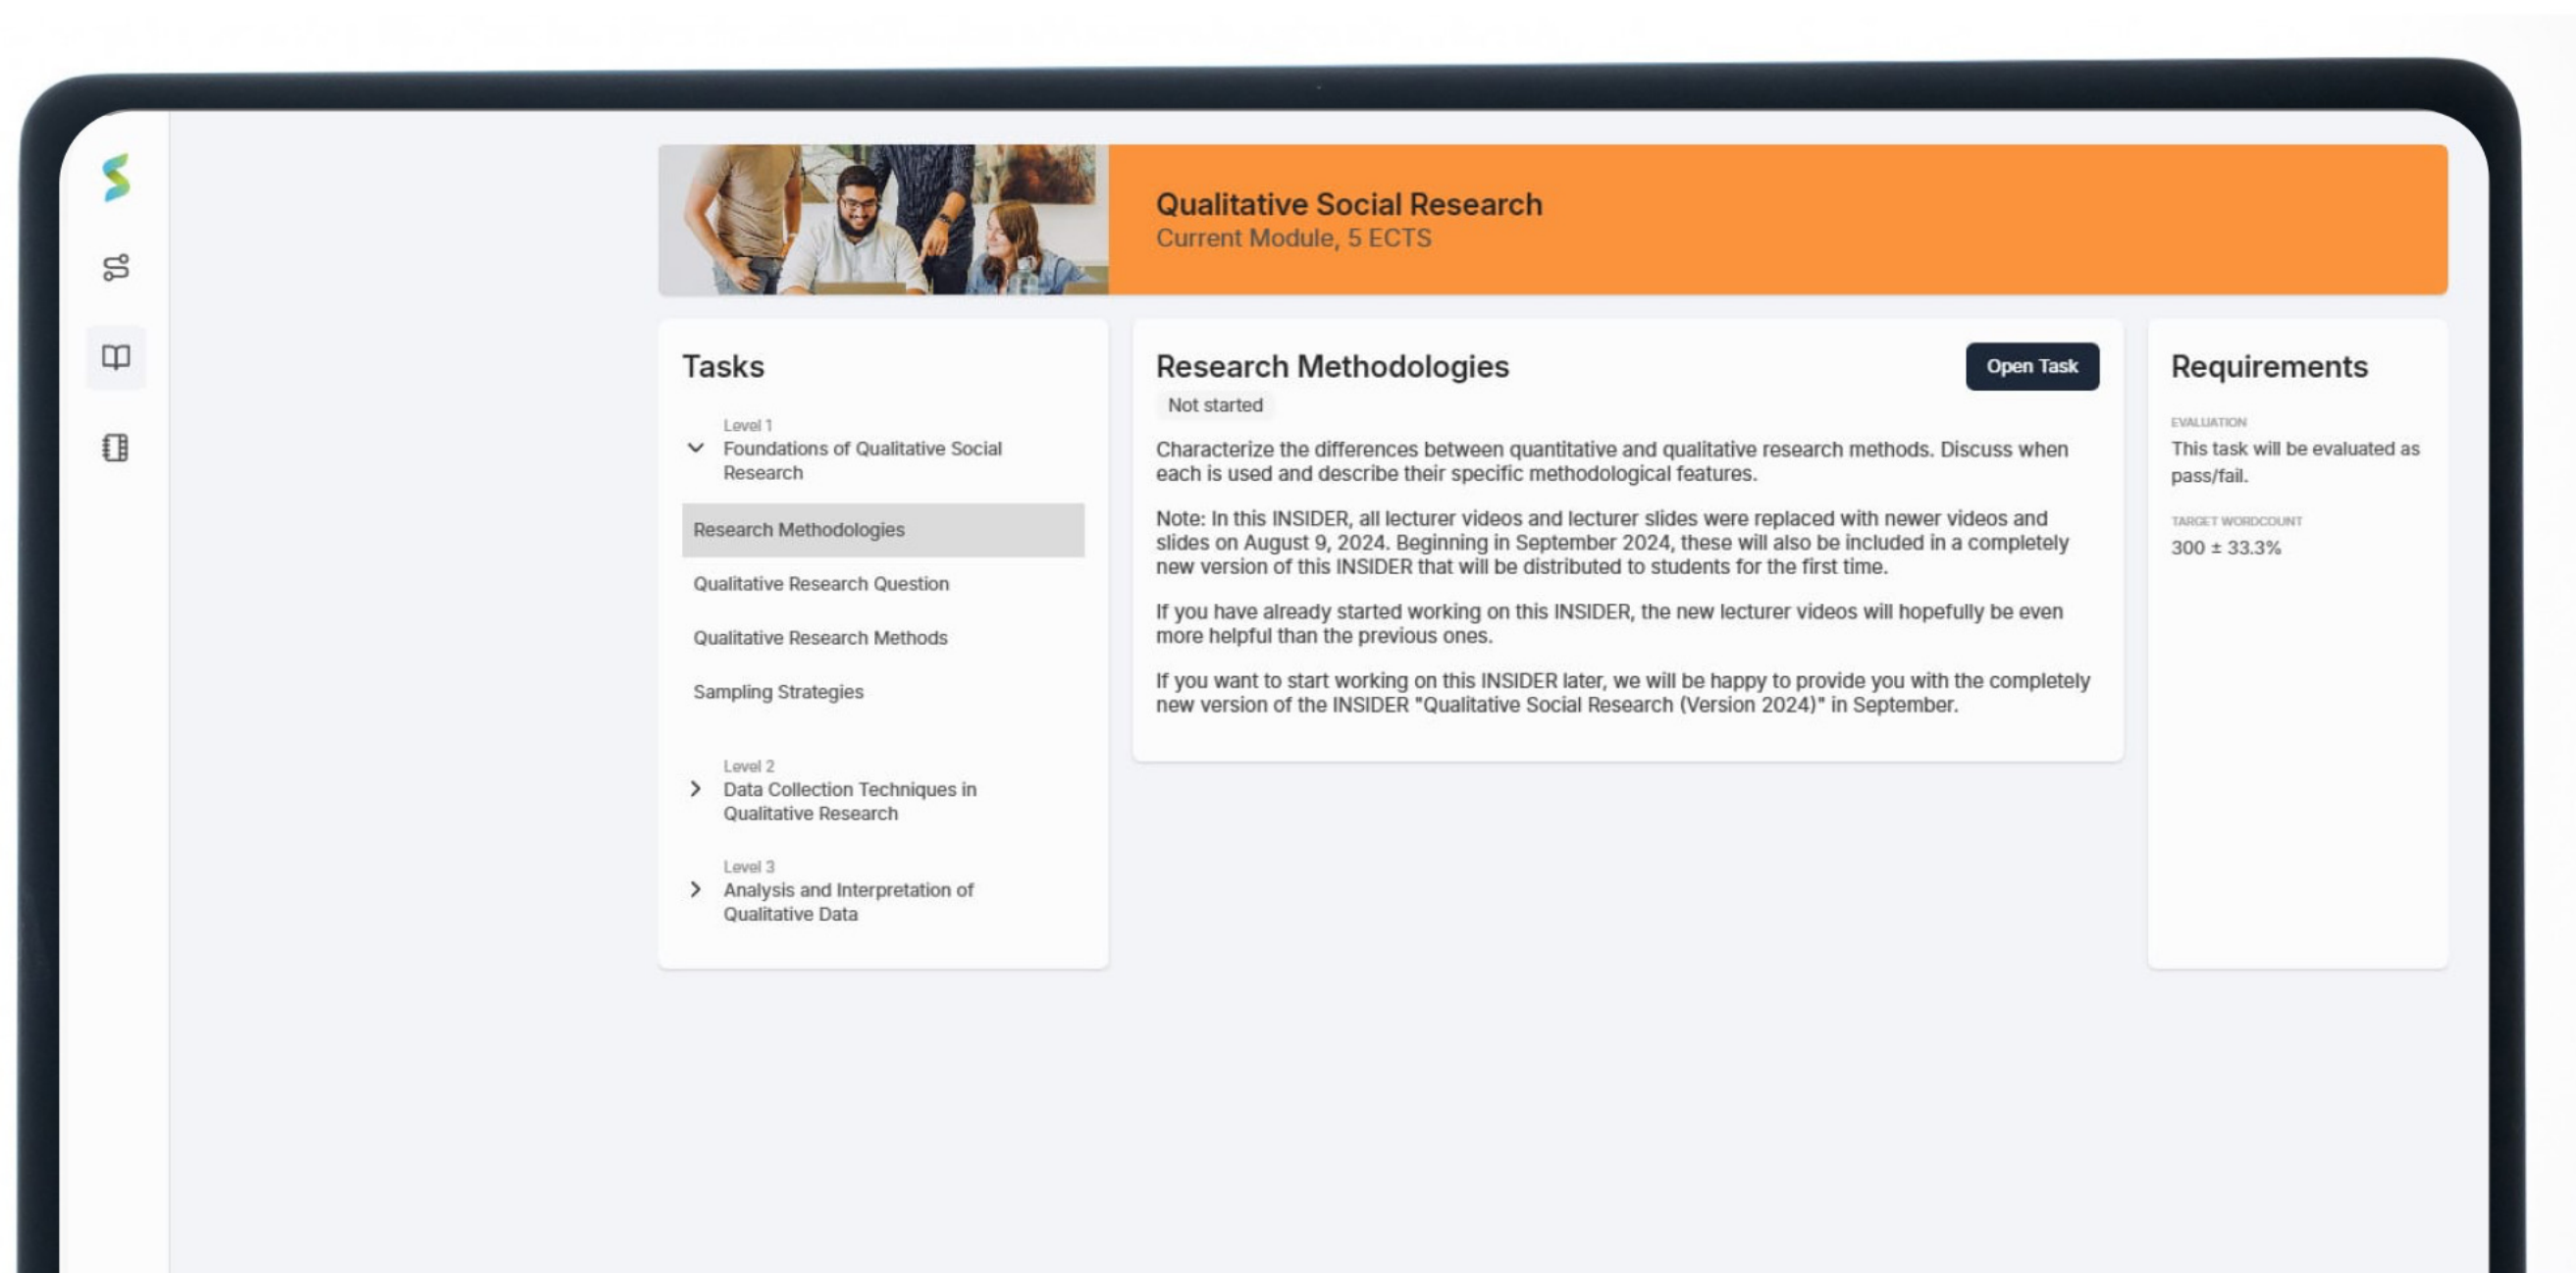 Qualitative Social Research
Current Module, 5 ECTS
Tasks
Level 1
Foundations of Qualitative Social
Research
Research Methodologies
Qualitative Research Question
Qualitative Research Methods
Sampling Strategies
Level 2
Data Collection Techniques in
Qualitative Research
Level 3
Analysis and Interpretation of
Qualitative Data
Research Methodologies
Open Task
Not started
Characterize the differences between quantitative and qualitative research methods. Discuss when
each is used and describe their specific methodological features.
Note: In this INSIDER, all lecturer videos and lecturer slides were replaced with newer videos and
slides on August 9, 2024. Beginning in September 2024, these will also be included in a completely
new version of this INSIDER that will be distributed to students for the first time.
If you have already started working on this INSIDER, the new lecturer videos will hopefully be even
more helpful than the previous ones.
If you want to start working on this INSIDER later, we will be happy to provide you with the completely
new version of the INSIDER "Qualitative Social Research (Version 2024)" in September.
Requirements
EVALUATION
This task will be evaluated as
pass/fail.
TARGET WORDCOUNT
300 ± 33.3%